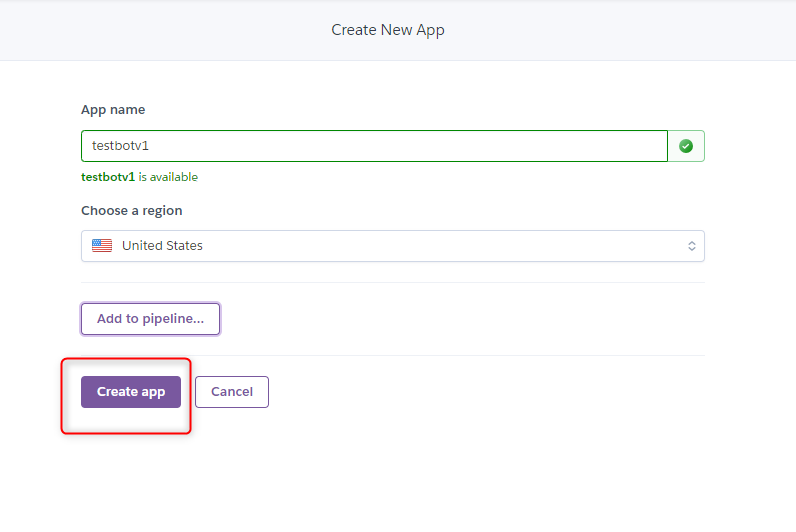 Create New App
App name
testbotv1
testbotv1 is available
Choose a region
United States
Add to pipeline...
Create app Cancel